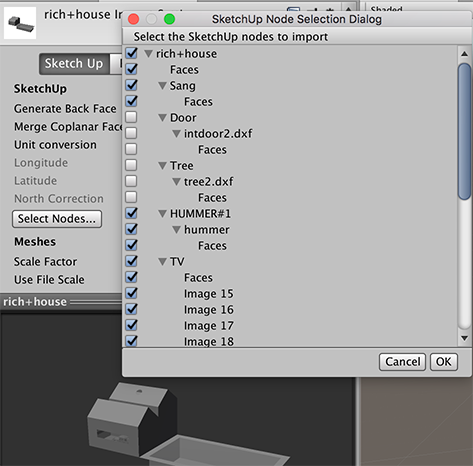 rich+house
Shaded
SketchUp Node Selection Dialog
Select the SketchUp nodes to import
Sketch Up
SketchUp
Generate Back Face
Merge Coplanar Fa
Unit conversion
Longitude
Latitude
North Correction
Select Nodes...
Meshes
Scale Factor
Use File Scale
rich+house
rich+house
Faces
Sang
Faces
Door
intdoor2.dxf
Faces
Tree
tree2.dxf
Faces
HUMMER#1
hummer
Faces
TV
Faces
Image 15
Image 16
Image 17
Image 18
Cancel
OK